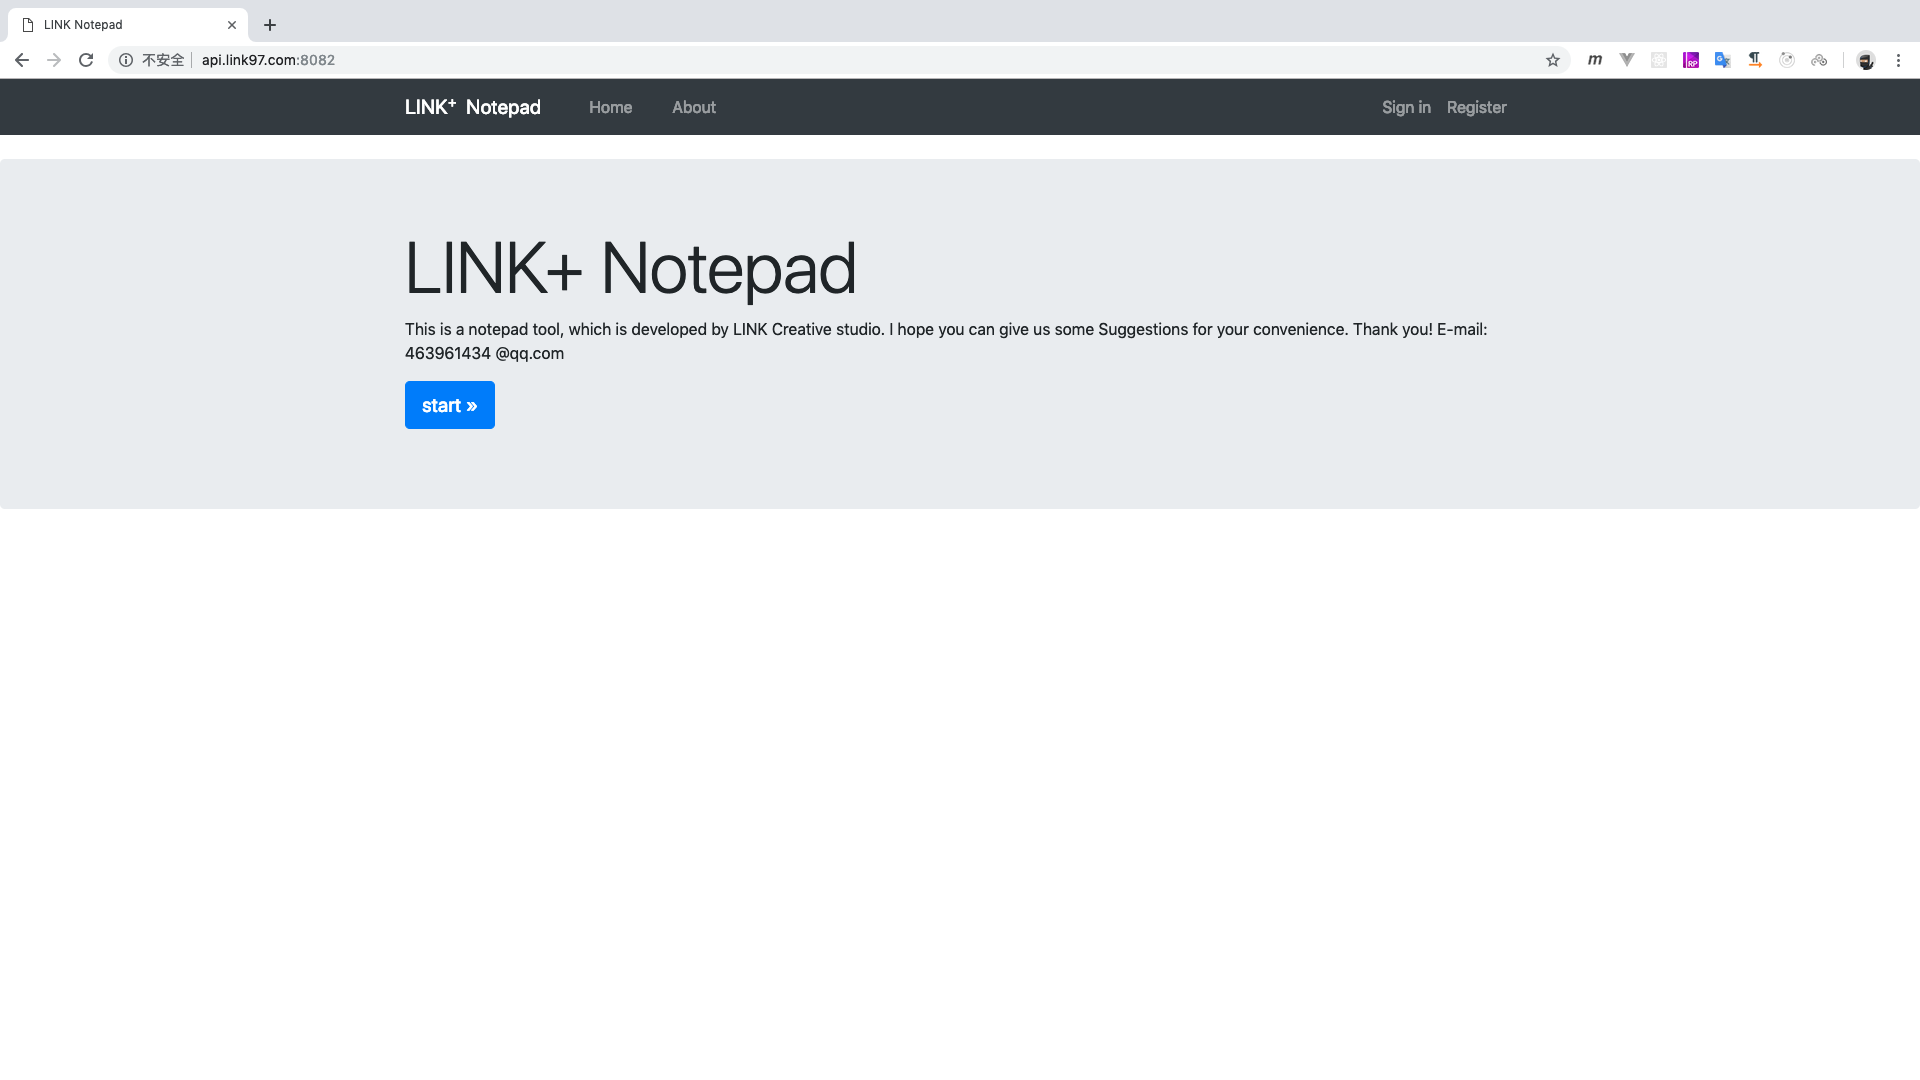 LINK Notepad
不安全 api.link97.com:8082
LINK+ Notepad Home About Sign in Register
LINK+ Notepad
This is a notepad tool, which is developed by LINK Creative studio. I hope you can give us some Suggestions for your convenience. Thank you! E-mail:
463961434 @qq.com
start »